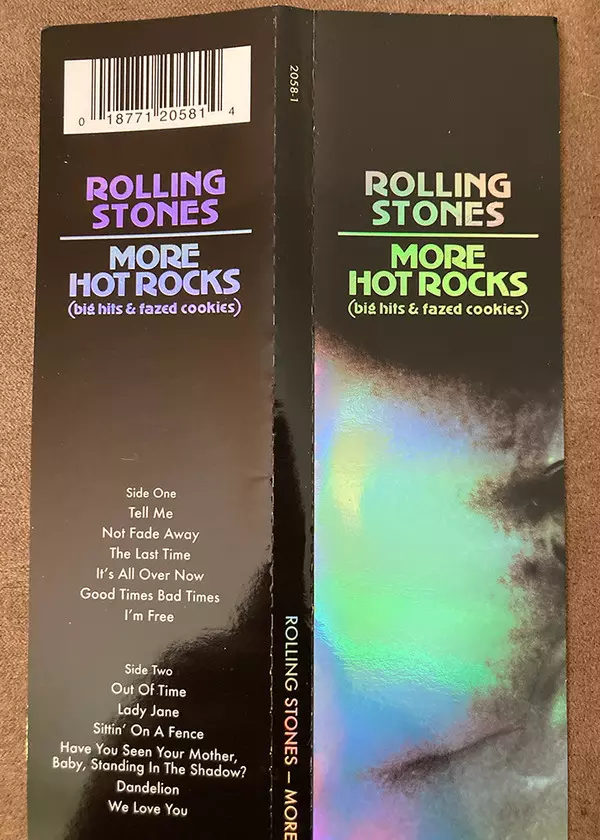 0 18771 20581 4
ROLLING
STONES
MORE
HOT ROCKS
(big hits & fazed cookies)
Side One
Tell Me
Not Fade Away
The Last Time
It's All Over Now
Good Times Bad Times
I'm Free
Side Two
Out Of Time
Lady Jane
Sittin' On A Fence
Have You Seen Your Mother,
Baby, Standing In The Shadow?
Dandelion
We Love You
2058-1
ROLLING STONES — MORE
ROLLING
STONES
MORE
HOT ROCKS
(big hits & fazed cookies)